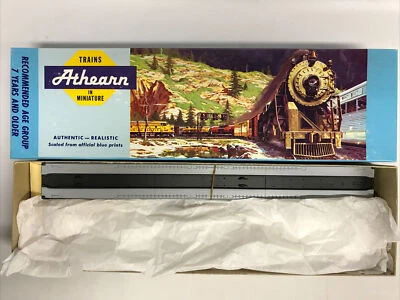 RECOMMENDED AGE GROUP
7 YEARS AND OLDER
TRAINS
Athearn
IN
MINIATURE
AUTHENTIC — REALISTIC
Scaled from official blue prints